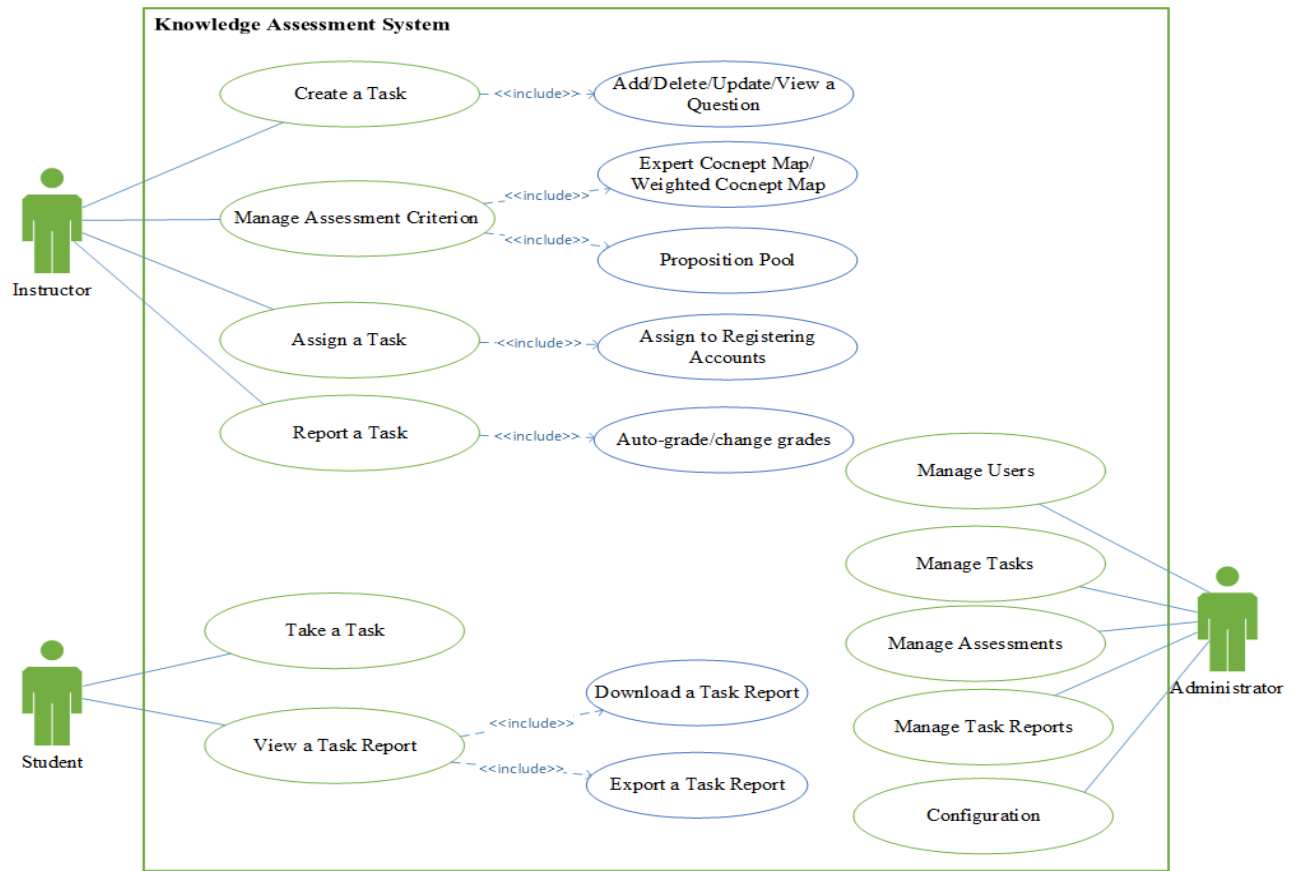 Knowledge Assessment System
Create a Task
<<include>>
Add/Delete/Update/View a
Question
Expert Cocnept Map/
Weighted Cocnept Map
<<include>>
Manage Assessment Criterion
<<include>>
Proposition Pool
Instructor
Assign a Task
<<include>>
Assign to Registering
Accounts
Report a Task
<<include>>
Auto-grade/change grades
Manage Users
Manage Tasks
Take a Task
Manage Assessments
Administrator
Download a Task Report
<<include>>
Manage Task Reports
View a Task Report
Student
<<include>>
Export a Task Report
Configuration